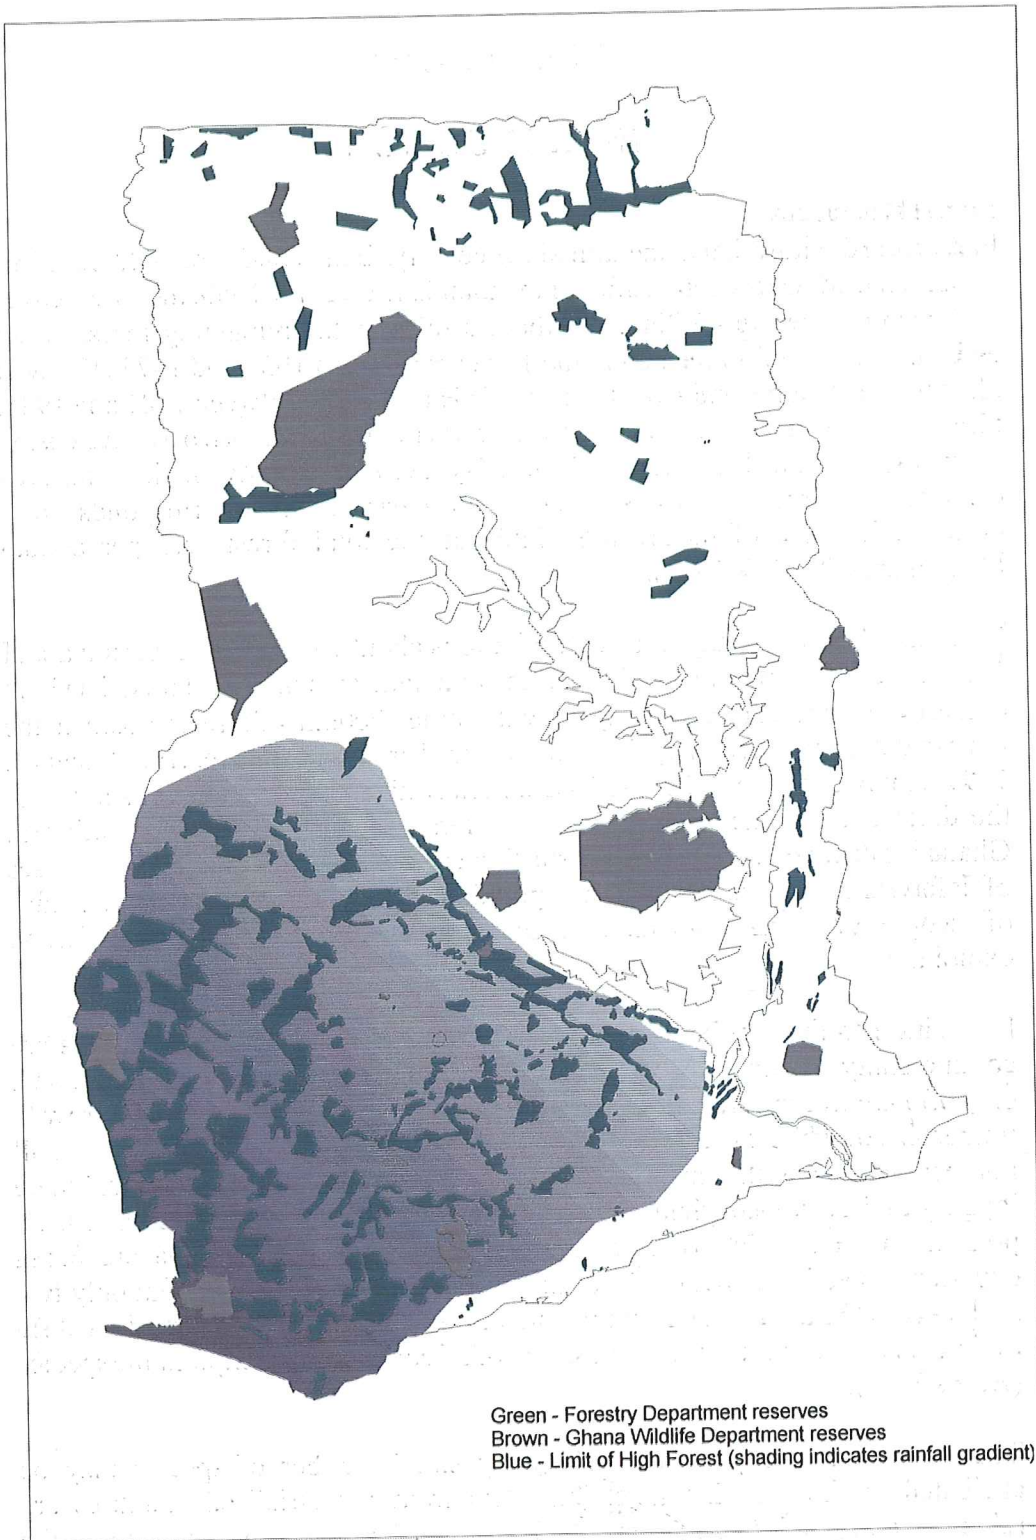 Green - Forestry Department reserves
Brown - Ghana Wildlife Department reserves
Blue - Limit of High Forest (shading indicates rainfall gradient)